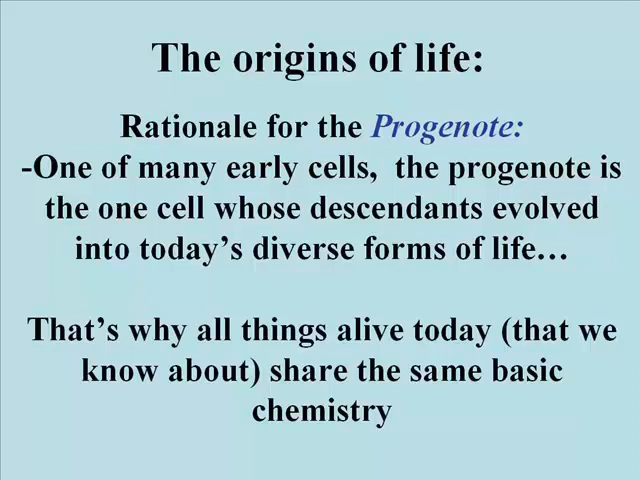 The origins of life:
Rationale for the Progenote:
-One of many early cells,  the progenote is
the one cell whose descendants evolved
into today’s diverse forms of life…
That’s why all things alive today (that we
know about) share the same basic
chemistry